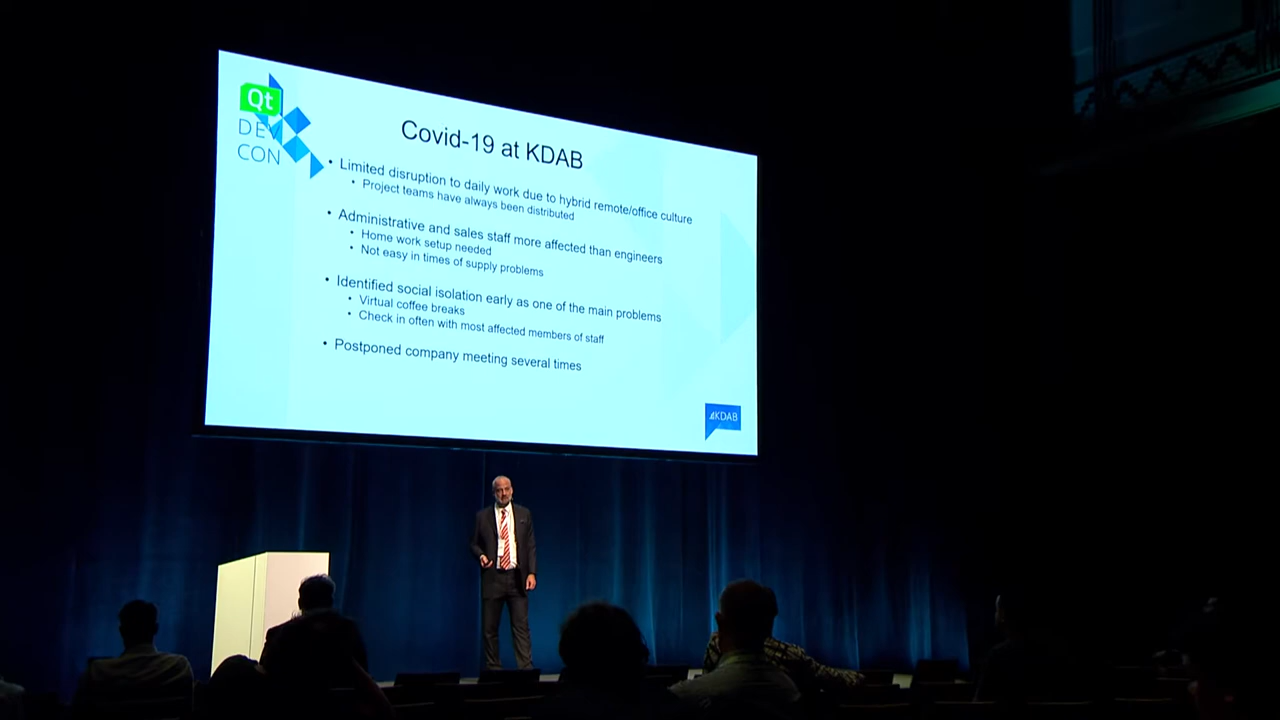 Qt
DEV
CON
Covid-19 at KDAB
• Limited disruption to daily work due to hybrid remote/office culture
• Project teams have always been distributed
• Administrative and sales staff more affected than engineers
• Home work setup needed
• Not easy in times of supply problems
• Identified social isolation early as one of the main problems
• Virtual coffee breaks
• Check in often with most affected members of staff
• Postponed company meeting several times
KDAB